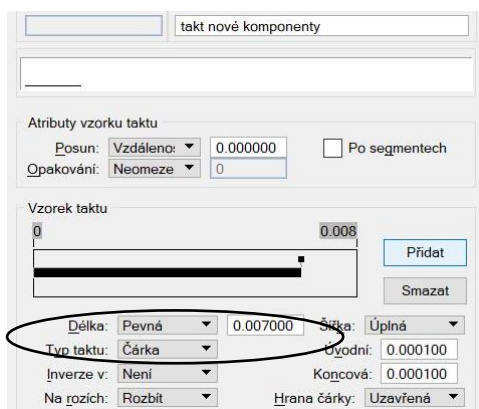 takt nové komponenty
Atributy vzorku taktu
Posun: Vzdálenos ▼ 0.000000 Po segmentech
Opakování: Neomeze ▼ 0
Vzorek taktu
0 0.008
Přidat
Smazat
Délka: Pevná ▼ 0.007000 Šířka: Úplná ▼
Typ taktu: Čárka ▼ Úvodní: 0.000100
Inverze v: Není ▼ Koncová: 0.000100
Na rozích: Rozbít ▼ Hrana čárky: Uzavřená ▼